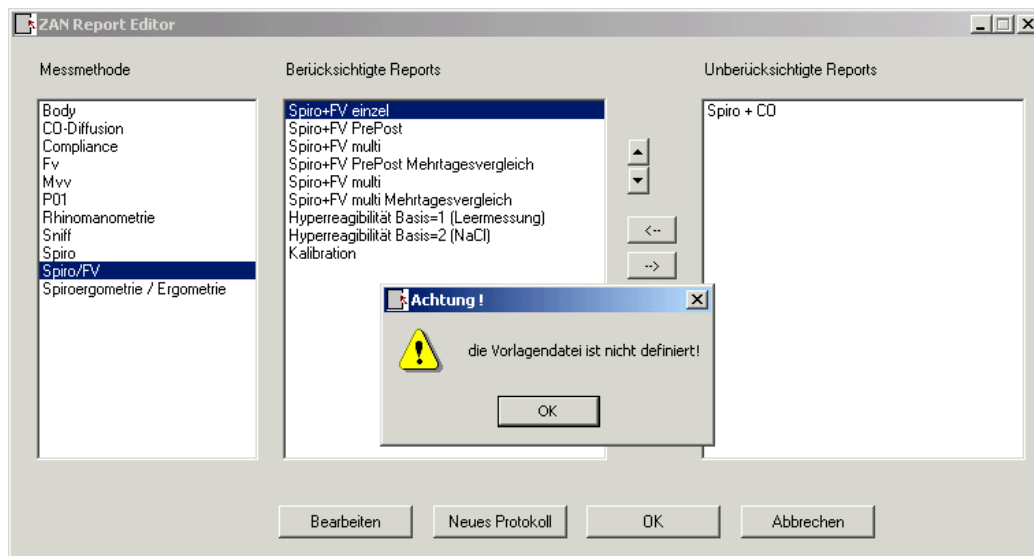 ZAN Report Editor
Messmethode
Berücksichtigte Reports
Unberücksichtigte Reports
Body
CO-Diffusion
Compliance
Fv
Mvv
P01
Rhinomanometrie
Sniff
Spiro
Spiro/FV
Spiroergometrie / Ergometrie
Spiro+FV einzel
Spiro+FV PrePost
Spiro+FV multi
Spiro+FV PrePost Mehrtagesvergleich
Spiro+FV multi
Spiro+FV multi Mehrtagesvergleich
Hyperreagibilität Basis=1 (Leermessung)
Hyperreagibilität Basis=2 (NaCl)
Kalibration
<--
-->
Spiro + CO
Achtung !
die Vorlagendatei ist nicht definiert!
OK
Bearbeiten
Neues Protokoll
OK
Abbrechen